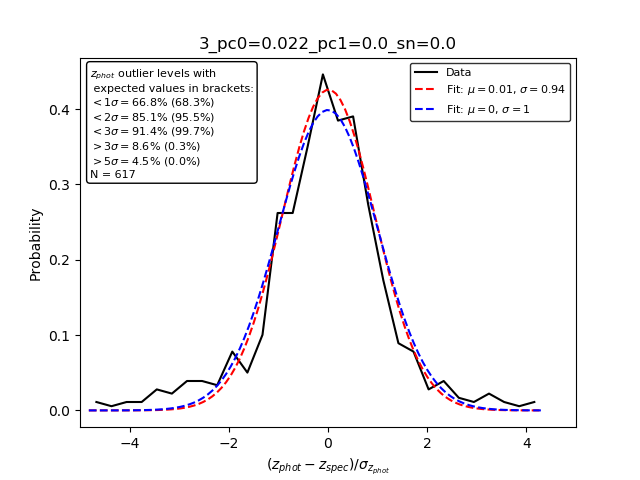 3_pc0=0.022_pc1=0.0_sn=0.0
z_phot outlier levels with
expected values in brackets:
< 1σ = 66.8% (68.3%)
< 2σ = 85.1% (95.5%)
< 3σ = 91.4% (99.7%)
> 3σ = 8.6% (0.3%)
> 5σ = 4.5% (0.0%)
N = 617
Data
Fit: μ = 0.01, σ = 0.94
Fit: μ = 0, σ = 1
Probability
0.4
0.3
0.2
0.1
0.0
−4 −2 0 2 4
(z_phot − z_spec)/σ_z_phot